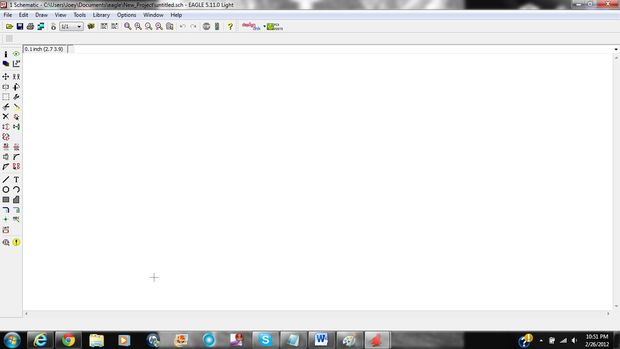 1 Schematic - C:\Users\Joey\Documents\eagle\New_Project\untitled.sch - EAGLE 5.11.0 Light
File Edit Draw View Tools Library Options Window Help
1/1
0.1 inch (2.7 3.9)
10:51 PM
2/26/2012